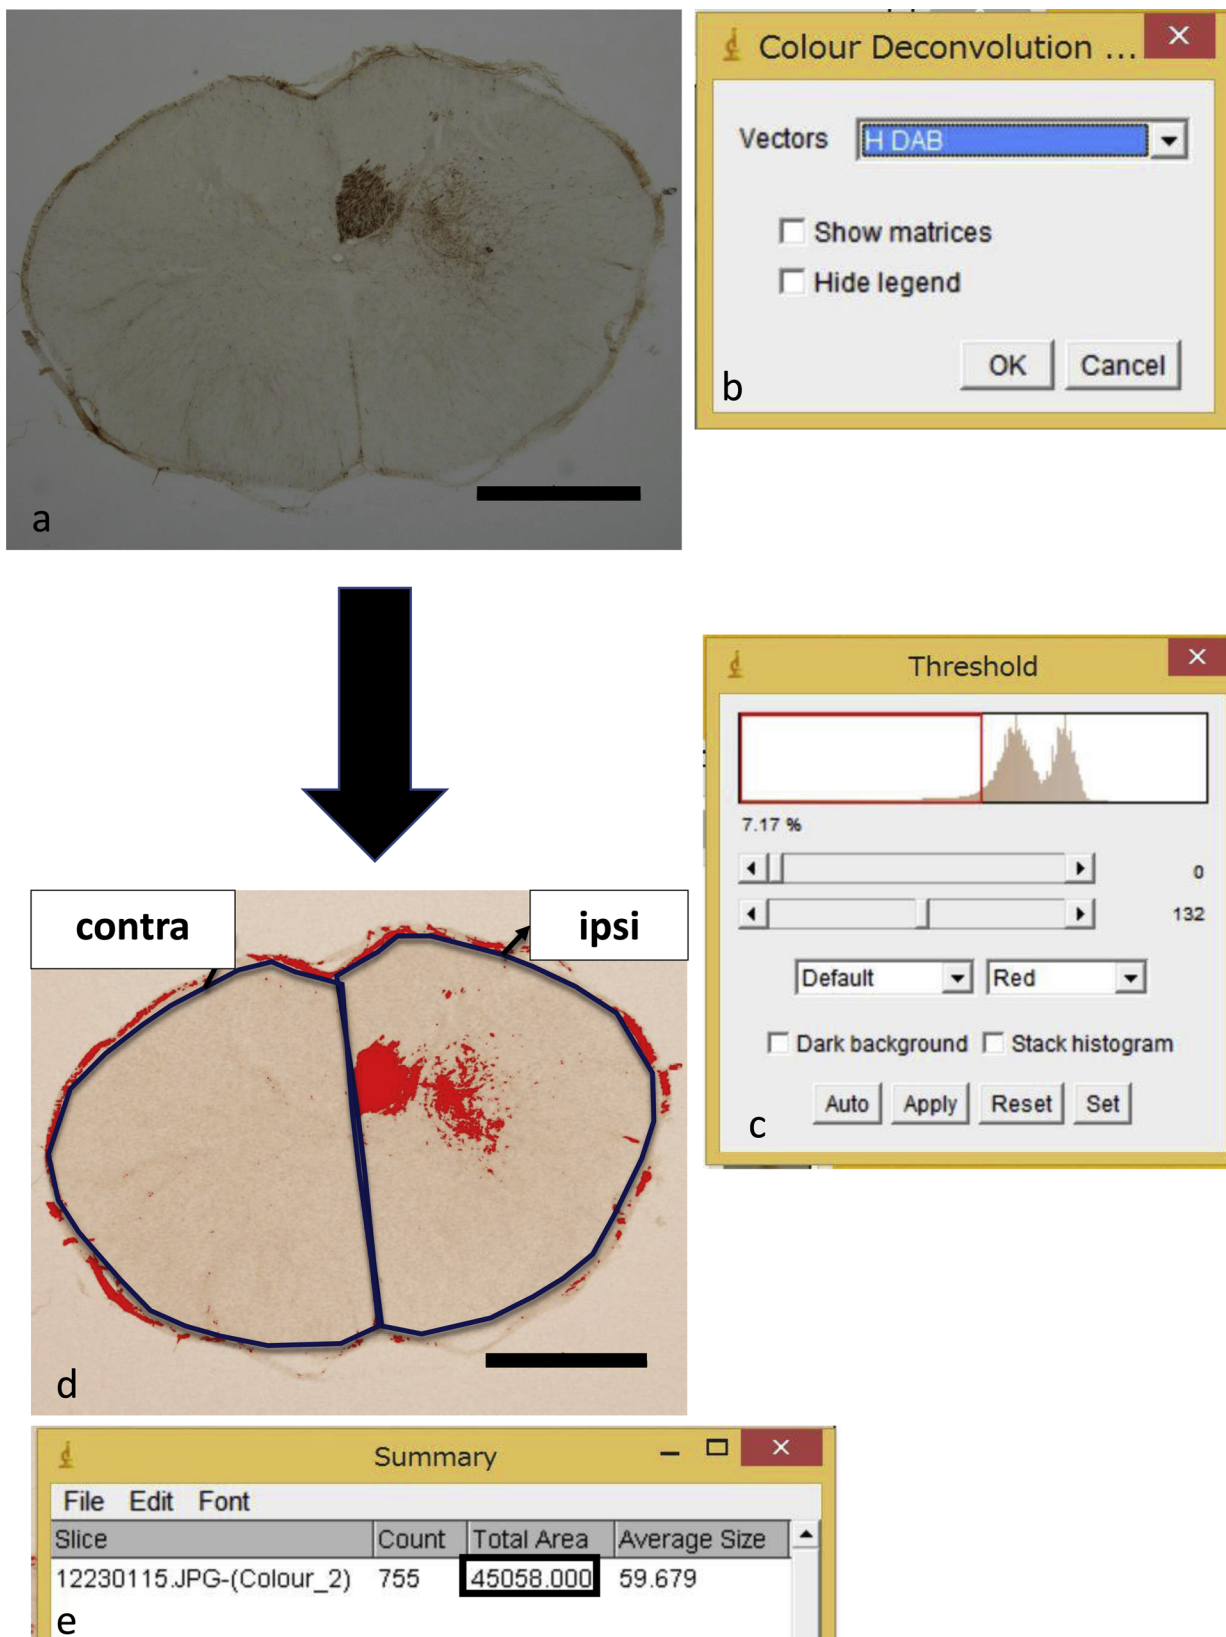 a
Colour Deconvolution ...
Vectors H DAB
Show matrices
Hide legend
OK Cancel
b
Threshold
7.17 %
0
132
Default Red
Dark background Stack histogram
Auto Apply Reset Set
c
contra
ipsi
d
Summary
File Edit Font
Slice Count Total Area Average Size
12230115.JPG-(Colour_2) 755 45058.000 59.679
e